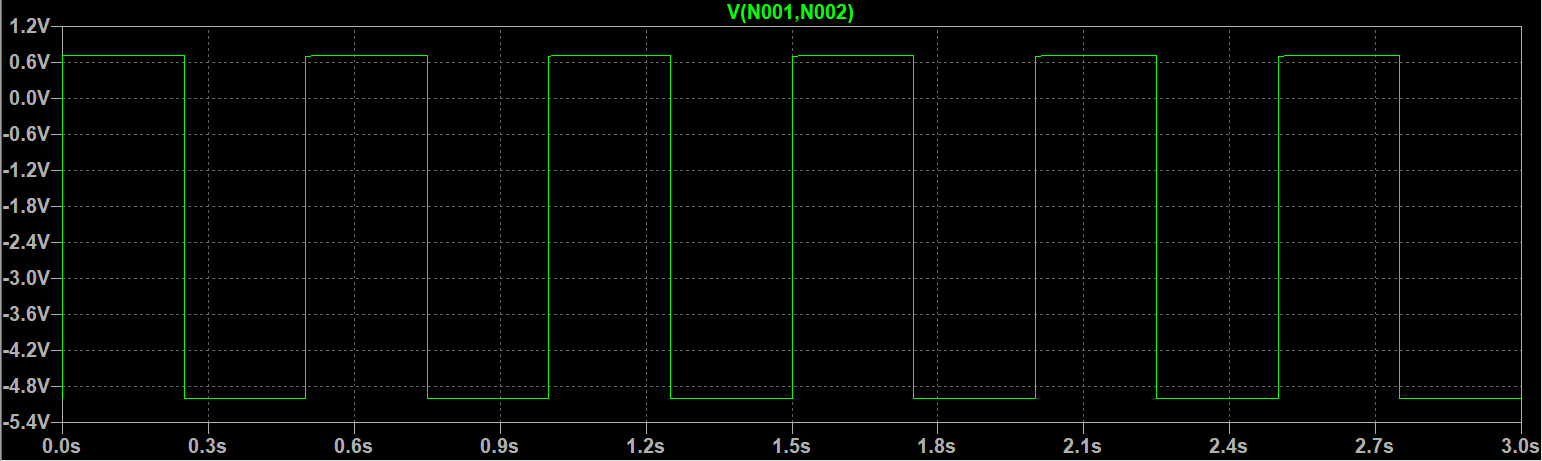 V(N001,N002)
1.2V
0.6V
0.0V
-0.6V
-1.2V
-1.8V
-2.4V
-3.0V
-3.6V
-4.2V
-4.8V
-5.4V
0.0s 0.3s 0.6s 0.9s 1.2s 1.5s 1.8s 2.1s 2.4s 2.7s 3.0s